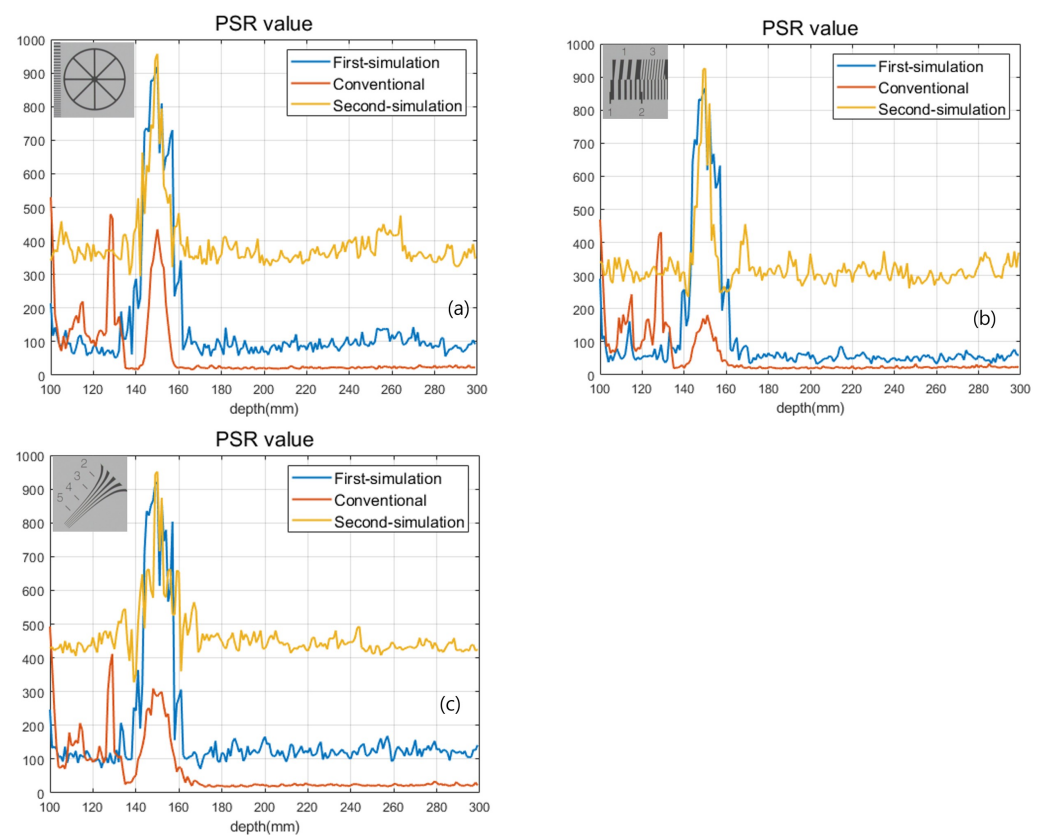 PSR value
1000
900
800
700
600
500
400
300
200
100
0
First-simulation
Conventional
Second-simulation
(a)
100 120 140 160 180 200 220 240 260 280 300
depth(mm)
PSR value
1000
900
800
700
600
500
400
300
200
100
0
1 3
1 2
First-simulation
Conventional
Second-simulation
(b)
100 120 140 160 180 200 220 240 260 280 300
depth(mm)
PSR value
1000
900
800
700
600
500
400
300
200
100
0
2
3
4
5
First-simulation
Conventional
Second-simulation
(c)
100 120 140 160 180 200 220 240 260 280 300
depth(mm)